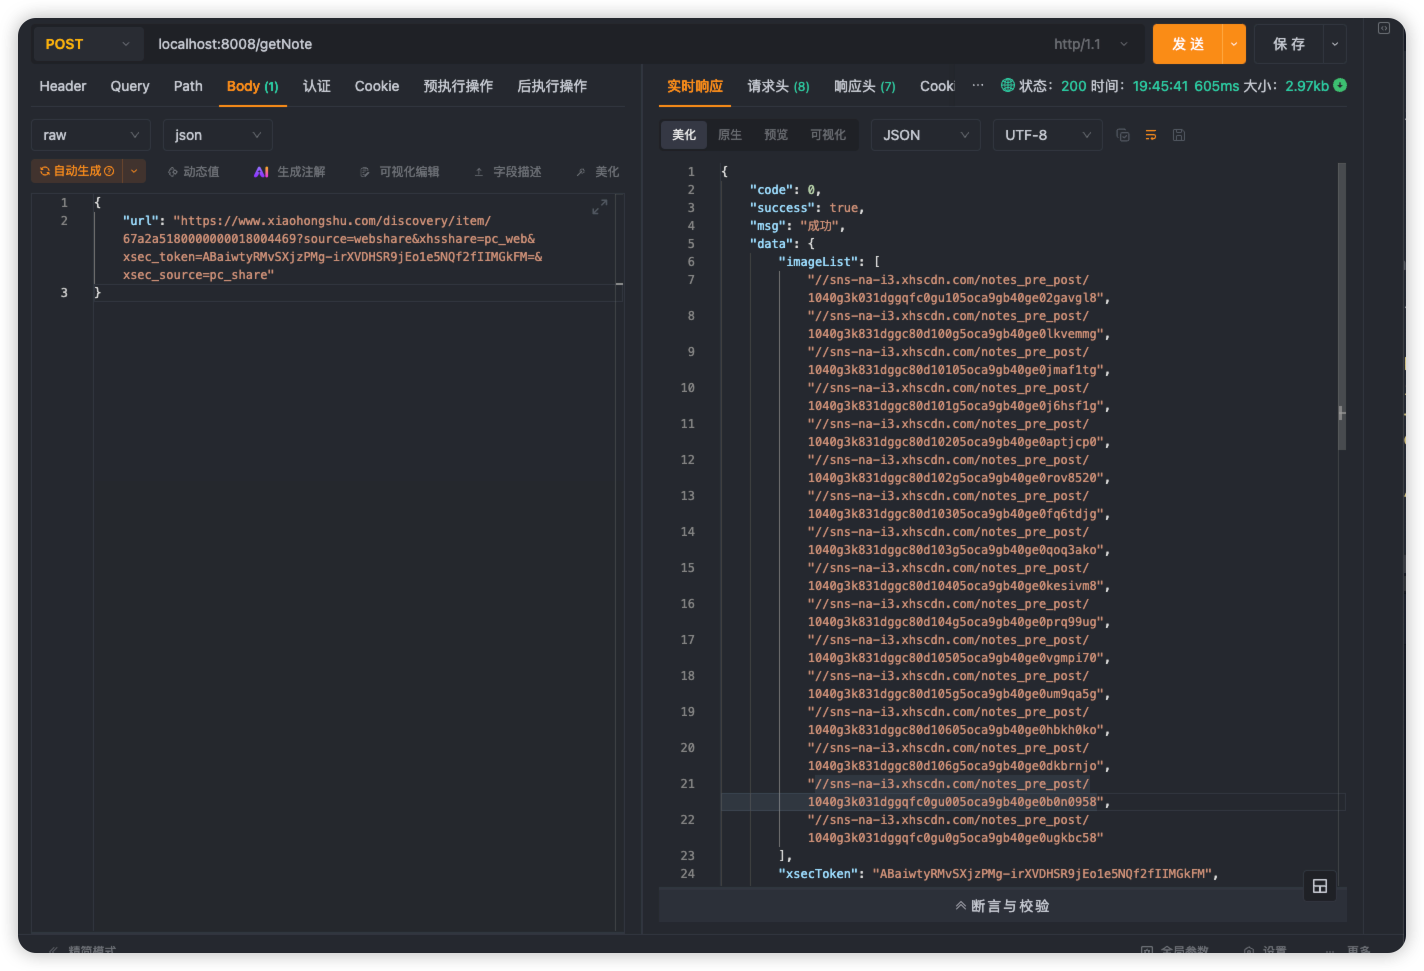 POST
localhost:8008/getNote
http/1.1
发 送
保 存
Header Query Path Body (1) 认证 Cookie 预执行操作 后执行操作
raw
json
自动生成
动态值
AI 生成注解
可视化编辑
字段描述
美化
1 {
2 "url": "https://www.xiaohongshu.com/discovery/item/
67a2a5180000000018004469?source=webshare&xhsshare=pc_web&
xsec_token=ABaiwtyRMvSXjzPMg-irXVDHSR9jEo1e5NQf2fIIMGkFM=&
xsec_source=pc_share"
3 }
实时响应 请求头 (8) 响应头 (7) Cooki ··· 状态: 200 时间: 19:45:41 605ms 大小: 2.97kb
美化 原生 预览 可视化
JSON
UTF-8
1 {
2 "code": 0,
3 "success": true,
4 "msg": "成功",
5 "data": {
6 "imageList": [
7 "//sns-na-i3.xhscdn.com/notes_pre_post/
1040g3k031dggqfc0gu105oca9gb40ge02gavgl8",
8 "//sns-na-i3.xhscdn.com/notes_pre_post/
1040g3k831dggc80d100g5oca9gb40ge0lkvemmg",
9 "//sns-na-i3.xhscdn.com/notes_pre_post/
1040g3k831dggc80d10105oca9gb40ge0jmaf1tg",
10 "//sns-na-i3.xhscdn.com/notes_pre_post/
1040g3k831dggc80d101g5oca9gb40ge0j6hsf1g",
11 "//sns-na-i3.xhscdn.com/notes_pre_post/
1040g3k831dggc80d10205oca9gb40ge0aptjcp0",
12 "//sns-na-i3.xhscdn.com/notes_pre_post/
1040g3k831dggc80d102g5oca9gb40ge0rov8520",
13 "//sns-na-i3.xhscdn.com/notes_pre_post/
1040g3k831dggc80d10305oca9gb40ge0fq6tdjg",
14 "//sns-na-i3.xhscdn.com/notes_pre_post/
1040g3k831dggc80d103g5oca9gb40ge0qoq3ako",
15 "//sns-na-i3.xhscdn.com/notes_pre_post/
1040g3k831dggc80d10405oca9gb40ge0kesivm8",
16 "//sns-na-i3.xhscdn.com/notes_pre_post/
1040g3k831dggc80d104g5oca9gb40ge0prq99ug",
17 "//sns-na-i3.xhscdn.com/notes_pre_post/
1040g3k831dggc80d10505oca9gb40ge0vgmpi70",
18 "//sns-na-i3.xhscdn.com/notes_pre_post/
1040g3k831dggc80d105g5oca9gb40ge0um9qa5g",
19 "//sns-na-i3.xhscdn.com/notes_pre_post/
1040g3k831dggc80d10605oca9gb40ge0hbkh0ko",
20 "//sns-na-i3.xhscdn.com/notes_pre_post/
1040g3k831dggc80d106g5oca9gb40ge0dkbrnjo",
21 "//sns-na-i3.xhscdn.com/notes_pre_post/
1040g3k031dggqfc0gu005oca9gb40ge0b0n0958",
22 "//sns-na-i3.xhscdn.com/notes_pre_post/
1040g3k031dggqfc0gu0g5oca9gb40ge0ugkbc58"
23 ],
24 "xsecToken": "ABaiwtyRMvSXjzPMg-irXVDHSR9jEo1e5NQf2fIIMGkFM",
断言与校验
精简模式
全局参数
设置
更多